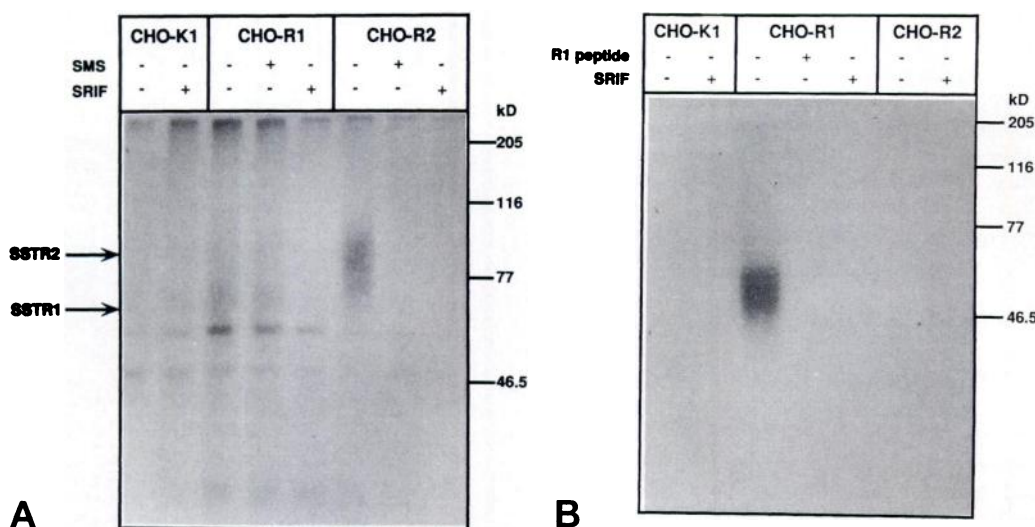 CHO-K1 CHO-R1 CHO-R2
SMS - - - + - - + -
SRIF - + - - + - - +
kD
205
116
SSTR2
77
SSTR1
46.5
A
CHO-K1 CHO-R1 CHO-R2
R1 peptide - - - + - - -
SRIF - + - - + - +
kD
205
116
77
46.5
B